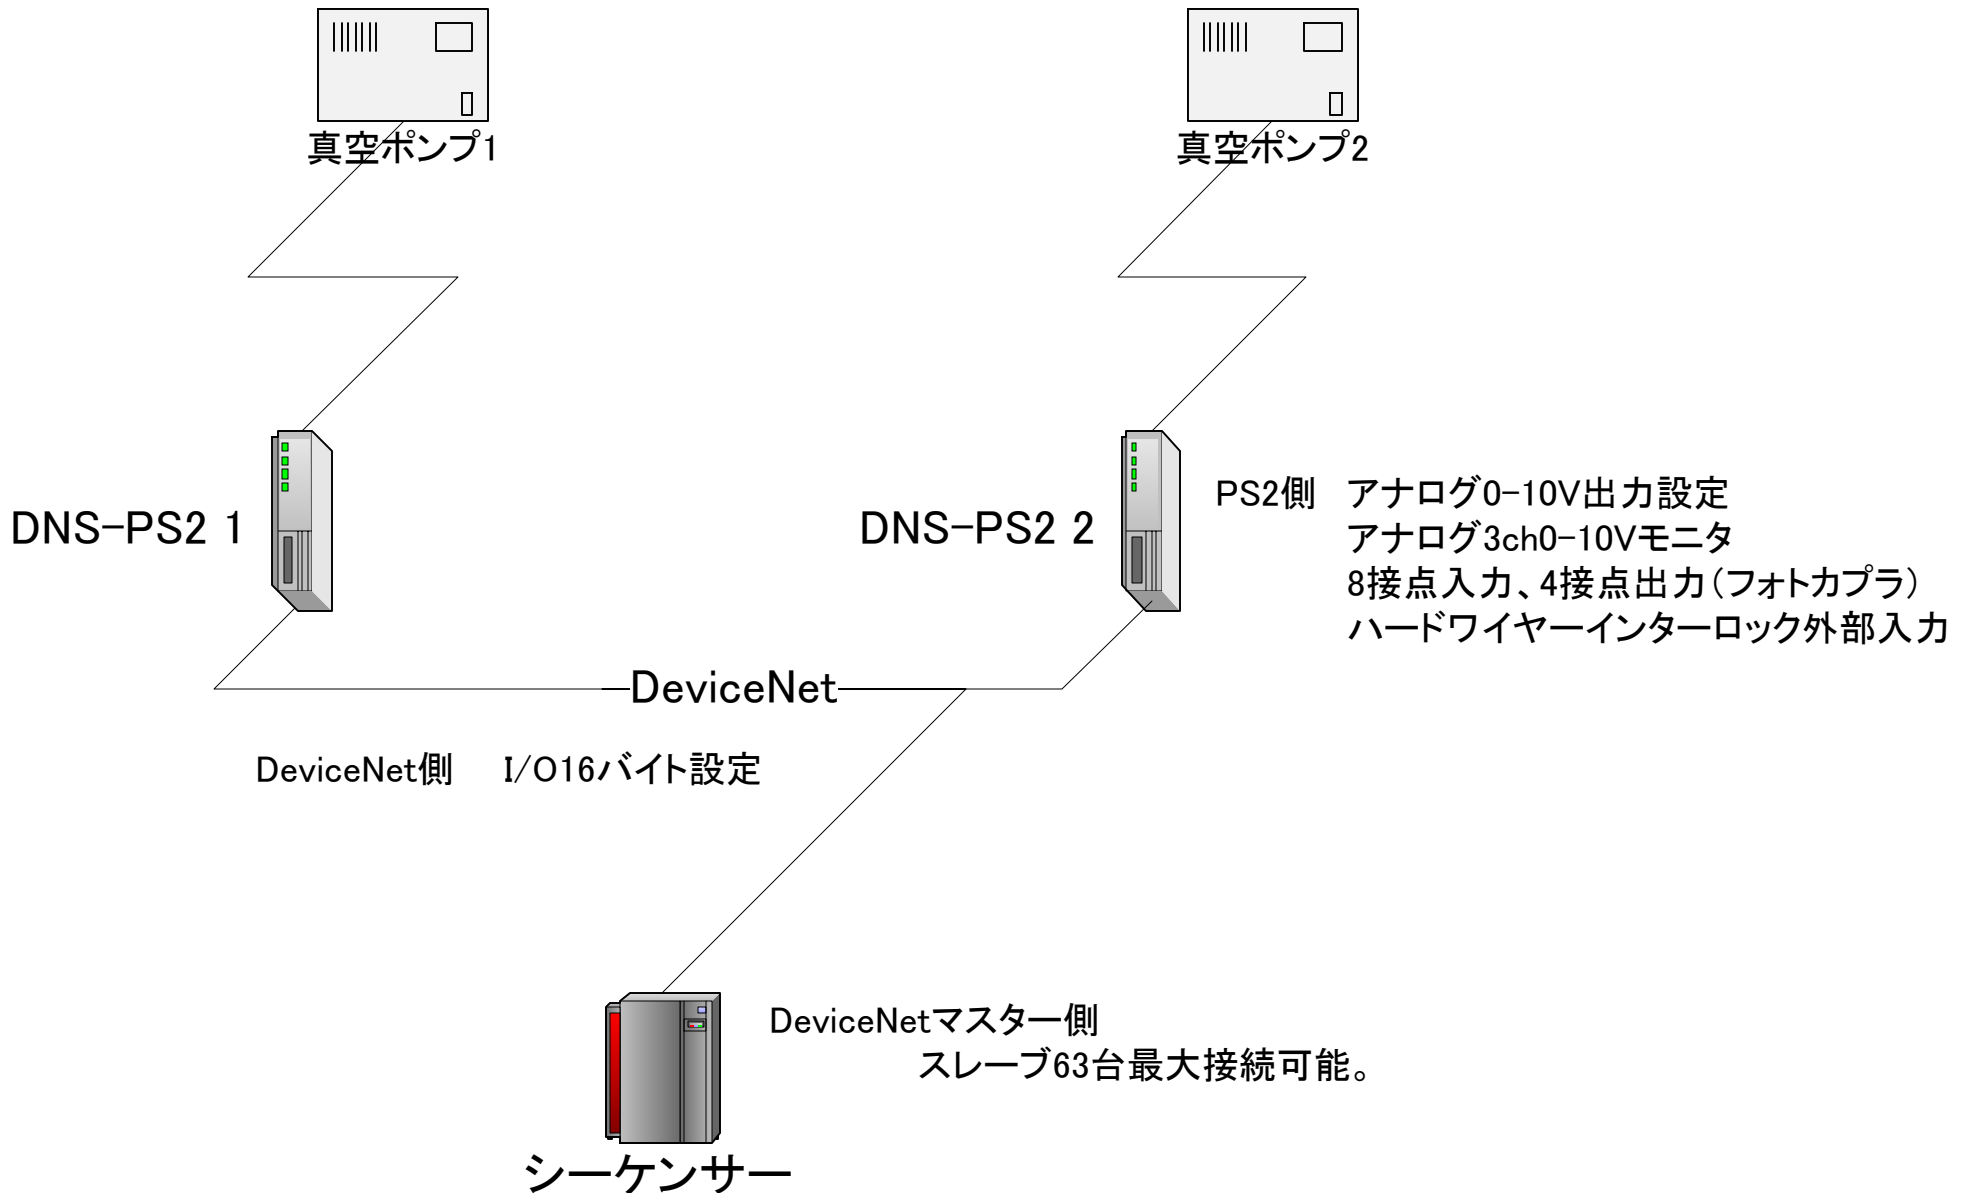 真空ポンプ1
真空ポンプ2
DNS-PS2 1
DNS-PS2 2
PS2側 アナログ0-10V出力設定
アナログ3ch0-10Vモニタ
8接点入力、4接点出力(フォトカプラ)
ハードワイヤーインターロック外部入力
DeviceNet
DeviceNet側 I/O16バイト設定
DeviceNetマスター側
スレーブ63台最大接続可能。
シーケンサー